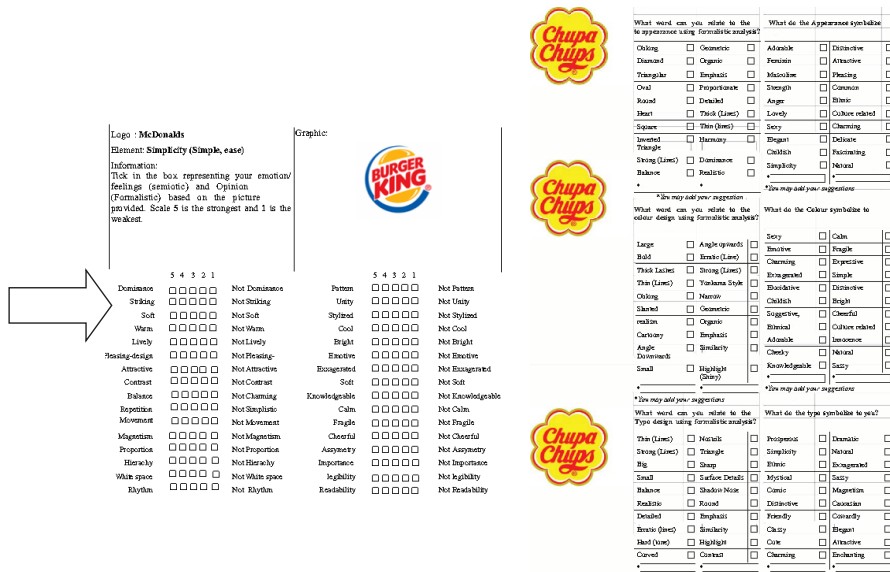 Logo : McDonalds
Element: Simplicity (Simple, ease)
Information:
Tick in the box representing your emotion/
feelings (semiotic) and Opinion
(Formalistic) based on the picture
provided. Scale 5 is the strongest and 1 is the
weakest.
Graphic:
BURGER
KING
5 4 3 2 1
Dominance Not Dominance
Striking Not Striking
Soft Not Soft
Warm Not Warm
Lively Not Lively
Pleasing-design Not Pleasing-
Attractive Not Attractive
Contrast Not Contrast
Balance Not Charming
Repetition Not Simplistic
Movement Not Movement
Magnetism Not Magnetism
Proportion Not Proportion
Hierachy Not Hierachy
White space Not White space
Rhythm Not Rhythm
5 4 3 2 1
Pattern Not Pattern
Unity Not Unity
Stylized Not Stylized
Cool Not Cool
Bright Not Bright
Emotive Not Emotive
Exxagerated Not Exxagerated
Soft Not Soft
Knowledgeable Not Knowledgeable
Calm Not Calm
Fragile Not Fragile
Cheerful Not Cheerful
Assymetry Not Assymetry
Importance Not Importance
legibility Not legibility
Readability Not Readability
Chupa
Chups
What word can you relate to the
to appearance using formalistic analysis?
Oblong Geometric
Diamond Organic
Triangular Emphasis
Oval Proportionate
Round Detailed
Heart Thick (Lines)
Square Thin (lines)
Inverted Harmony
Triangle
Strong (Lines) Dominance
Balance Realistic
*You may add your suggestion
What do the Appearance symbolize
Adorable Distinctive
Feminin Attractive
Masculine Pleasing
Strength Common
Anger Ethnic
Lovely Culture related
Sexy Charming
Elegant Delicate
Childish Fascinating
Simplicity Natural
*You may add your suggestions
Chupa
Chups
What word can you relate to the
colour design using formalistic analysis?
Large Angle upwards
Bold Erratic (Line)
Thick Lashes Strong (Lines)
Thin (Lines) Yonkama Style
Oblong Narrow
Slanted Geometric
realism Organic
Cartoony Emphasis
Angle Similarity
Downwards
Small Highlight
(Shiny)
*You may add your suggestions
What do the Colour symbolize to
Sexy Calm
Emotive Fragile
Charming Expressive
Exxagerated Simple
Elucidative Distinctive
Childish Bright
Suggestive, Cheerful
Ethnical Culture related
Adorable Innocence
Cheeky Natural
Knowledgeable Sassy
*You may add your suggestions
Chupa
Chups
What word can you relate to the
Type design using formalistic analysis?
Thin (Lines) Nostrils
Strong (Lines) Triangle
Big Sharp
Small Surface Details
Balance Shadow Nose
Realistic Round
Detailed Emphasis
Erratic (lines) Similarity
Hard (tone) Highlight
Curved Contrast
What do the type symbolize to you?
Prosperous Dramatic
Simplicity Natural
Ethnic Exxagerated
Mystical Sassy
Comic Magnetism
Distinctive Caucasian
Friendly Cowardly
Classy Elegant
Cute Attractive
Charming Enchanting